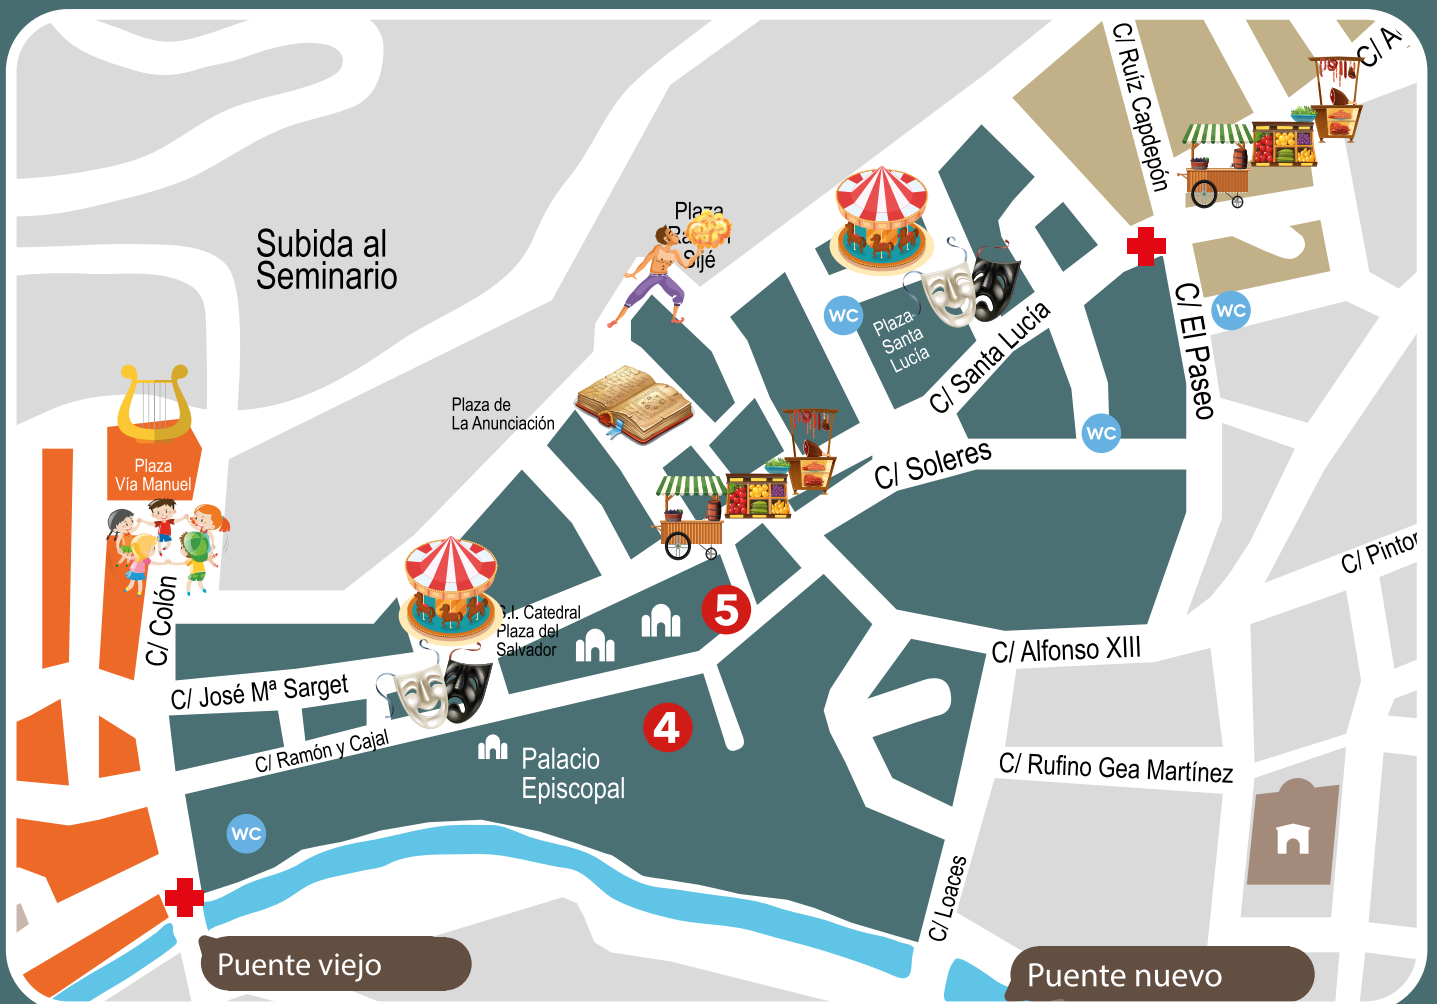 C/ A
C/ Ruíz Capdepón
Plaza
Sijé
Subida al
Seminario
WC
Plaza
Santa
Lucía
C/ Santa Lucía
WC
C/ El Paseo
Plaza de
La Anunciación
WC
Plaza
Vía Manuel
C/ Soleres
C/ Pintor
C/ Colón
S.I. Catedral
Plaza del
Salvador
5
C/ Alfonso XIII
C/ José Mª Sarget
4
C/ Ramón y Cajal
Palacio
Episcopal
C/ Rufino Gea Martínez
WC
C/ Loaces
Puente viejo
Puente nuevo